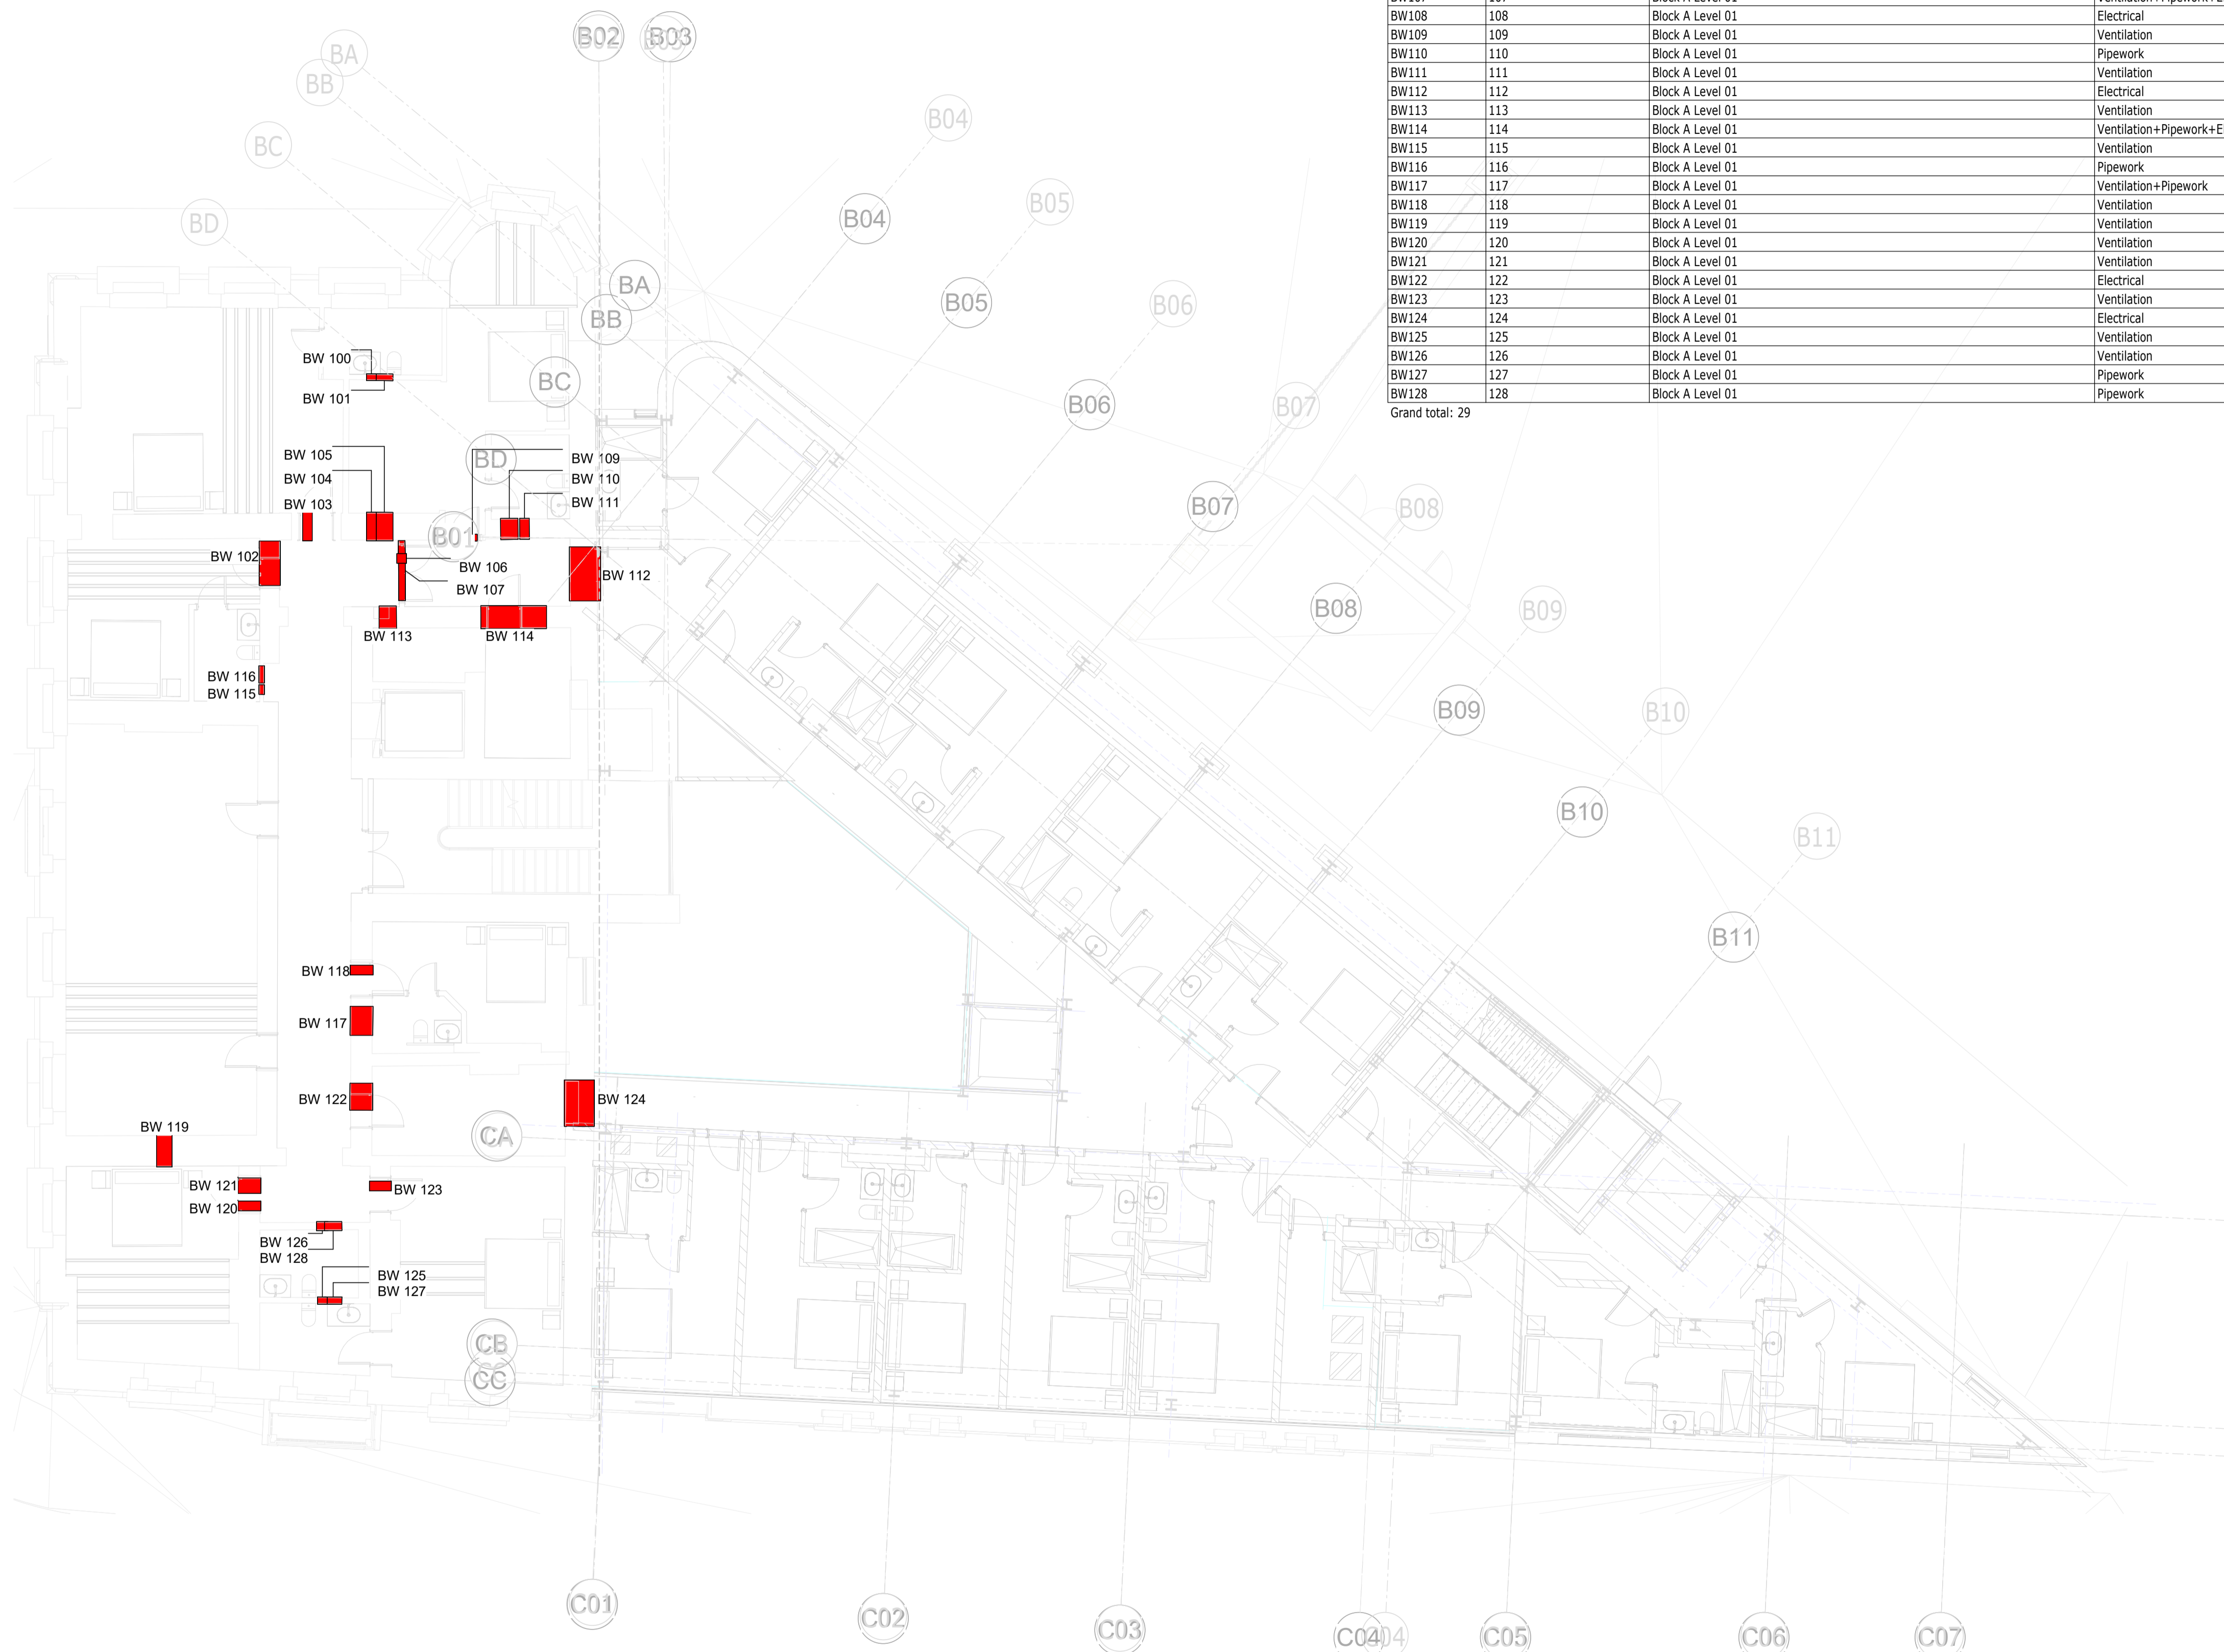 BW108 108 Block A Level 01 Electrical
BW109 109 Block A Level 01 Ventilation
BW110 110 Block A Level 01 Pipework
BW111 111 Block A Level 01 Ventilation
BW112 112 Block A Level 01 Electrical
BW113 113 Block A Level 01 Ventilation
BW114 114 Block A Level 01 Ventilation+Pipework+E
BW115 115 Block A Level 01 Ventilation
BW116 116 Block A Level 01 Pipework
BW117 117 Block A Level 01 Ventilation+Pipework
BW118 118 Block A Level 01 Ventilation
BW119 119 Block A Level 01 Ventilation
BW120 120 Block A Level 01 Ventilation
BW121 121 Block A Level 01 Ventilation
BW122 122 Block A Level 01 Electrical
BW123 123 Block A Level 01 Ventilation
BW124 124 Block A Level 01 Electrical
BW125 125 Block A Level 01 Ventilation
BW126 126 Block A Level 01 Ventilation
BW127 127 Block A Level 01 Pipework
BW128 128 Block A Level 01 Pipework
Grand total: 29
B02
B03
BA
BB
BC
BD
B04
B05
B06
B07
B08
B09
B10
B11
B04
B05
B06
B07
B08
B09
B10
B11
BA
BB
BC
BD
B01
BW 100
BW 101
BW 105
BW 104
BW 103
BW 102
BW 109
BW 110
BW 111
BW 106
BW 107
BW 112
BW 113
BW 114
BW 116
BW 115
BW 118
BW 117
BW 122
BW 124
CA
BW 119
BW 121
BW 120
BW 123
BW 126
BW 128
BW 125
BW 127
CB
CC
C01
C02
C03
C04
04
C05
C06
C07